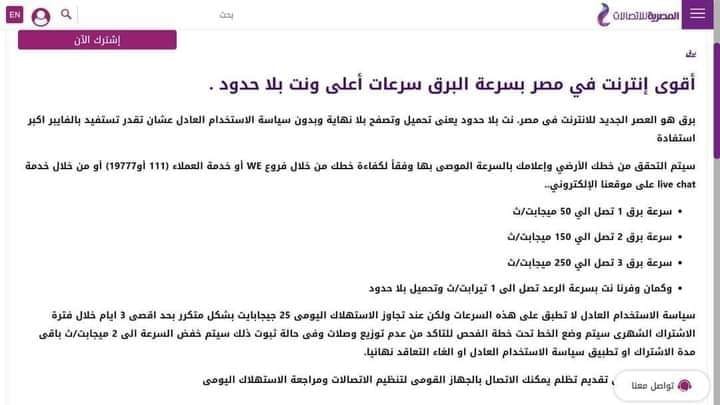 EN
بحث
المصرية للاتصالات
إشترك الآن
برق
أقوى إنترنت في مصر بسرعة البرق سرعات أعلى ونت بلا حدود .
برق هو العصر الجديد للانترنت فى مصر. نت بلا حدود يعنى تحميل وتصفح بلا نهاية وبدون سياسة الاستخدام العادل عشان تقدر تستفيد بالفايبر اكبر
استفادة
سيتم التحقق من خطك الأرضي وإعلامك بالسرعة الموصى بها وفقاً لكفاءة خطك من خلال فروع WE أو خدمة العملاء (111 أو19777) أو من خلال خدمة
live chat على موقعنا الإلكتروني..
• سرعة برق 1 تصل الي 50 ميجابت/ث
• سرعة برق 2 تصل الي 150 ميجابت/ث
• سرعة برق 3 تصل الي 250 ميجابت/ث
• وكمان وفرنا نت بسرعة الرعد تصل الى 1 تيرابت/ث وتحميل بلا حدود
سياسة الاستخدام العادل لا تطبق على هذه السرعات ولكن عند تجاوز الاستهلاك اليومى 25 جيجابايت بشكل متكرر بحد اقصى 3 ايام خلال فترة
الاشتراك الشهرى سيتم وضع الخط تحت خطة الفحص للتاكد من عدم توزيع وصلات وفى حالة ثبوت ذلك سيتم خفض السرعة الى 2 ميجابت/ث باقى
مدة الاشتراك او تطبيق سياسة الاستخدام العادل او الغاء التعاقد نهائيا.
تقديم تظلم يمكنك الاتصال بالجهاز القومى لتنظيم الاتصالات ومراجعة الاستهلاك اليومى
تواصل معنا